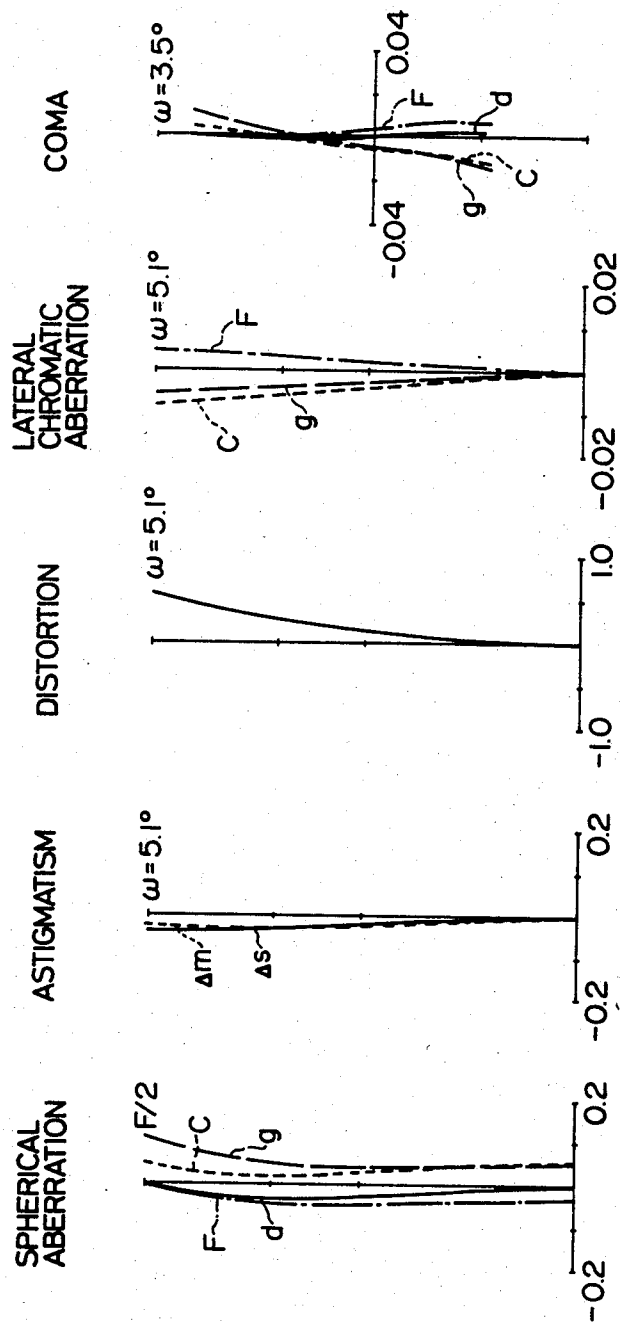 SPHERICAL
ABERRATION
F/2
C
g
F
d
-0.2
0.2
ASTIGMATISM
ω=5.1°
Δm
Δs
-0.2
0.2
DISTORTION
ω=5.1°
-1.0
1.0
LATERAL
CHROMATIC
ABERRATION
ω=5.1°
F
C
g
-0.02
0.02
COMA
ω=3.5°
0.04
F
d
-0.04
g
C